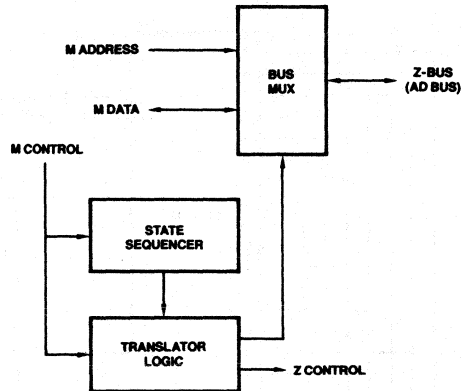 M ADDRESS
BUS
MUX
Z-BUS
(AD BUS)
M DATA
M CONTROL
STATE
SEQUENCER
TRANSLATOR
LOGIC
Z CONTROL